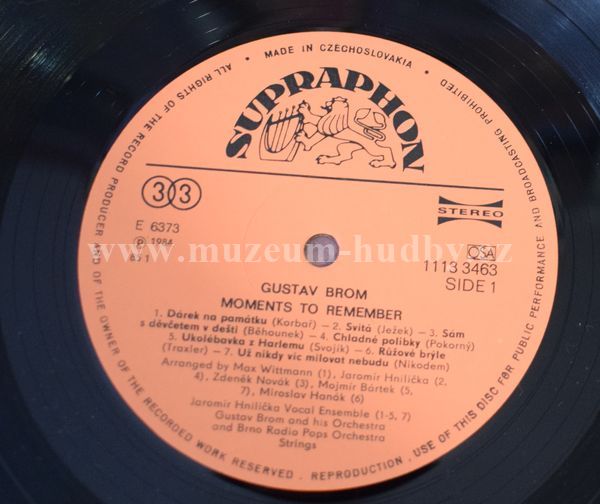 ALL RIGHTS OF THE RECORD PRODUCER AND OF THE OWNER OF THE RECORDED WORK RESERVED. REPRODUCTION. USE OF THIS DISC FOR PUBLIC PERFORMANCE AND BROADCASTING PROHIBITED • MADE IN CZECHOSLOVAKIA •
SUPRAPHON
33
STEREO
E 6373
℗ 1984
65 1
OSA
1113 3463
SIDE 1
www.muzeum-hudby.cz
GUSTAV BROM
MOMENTS TO REMEMBER
1. Dárek na památku (Korbař) – 2. Svítá (Ježek) – 3. Sám
s děvčetem v dešti (Běhounek) – 4. Chladné polibky (Pokorný)
5. Ukolébavka z Harlemu (Svojík) – 6. Růžové brýle
(Traxler) – 7. Už nikdy víc milovat nebudu (Nikodem)
Arranged by Max Wittmann (1), Jaromír Hnilička (2,
4), Zdeněk Novák (3), Mojmír Bártek (5,
7), Miroslav Hanák (6)
Jaromír Hnilička Vocal Ensemble (1-5, 7)
Gustav Brom and his Orchestra
and Brno Radio Pops Orchestra
Strings